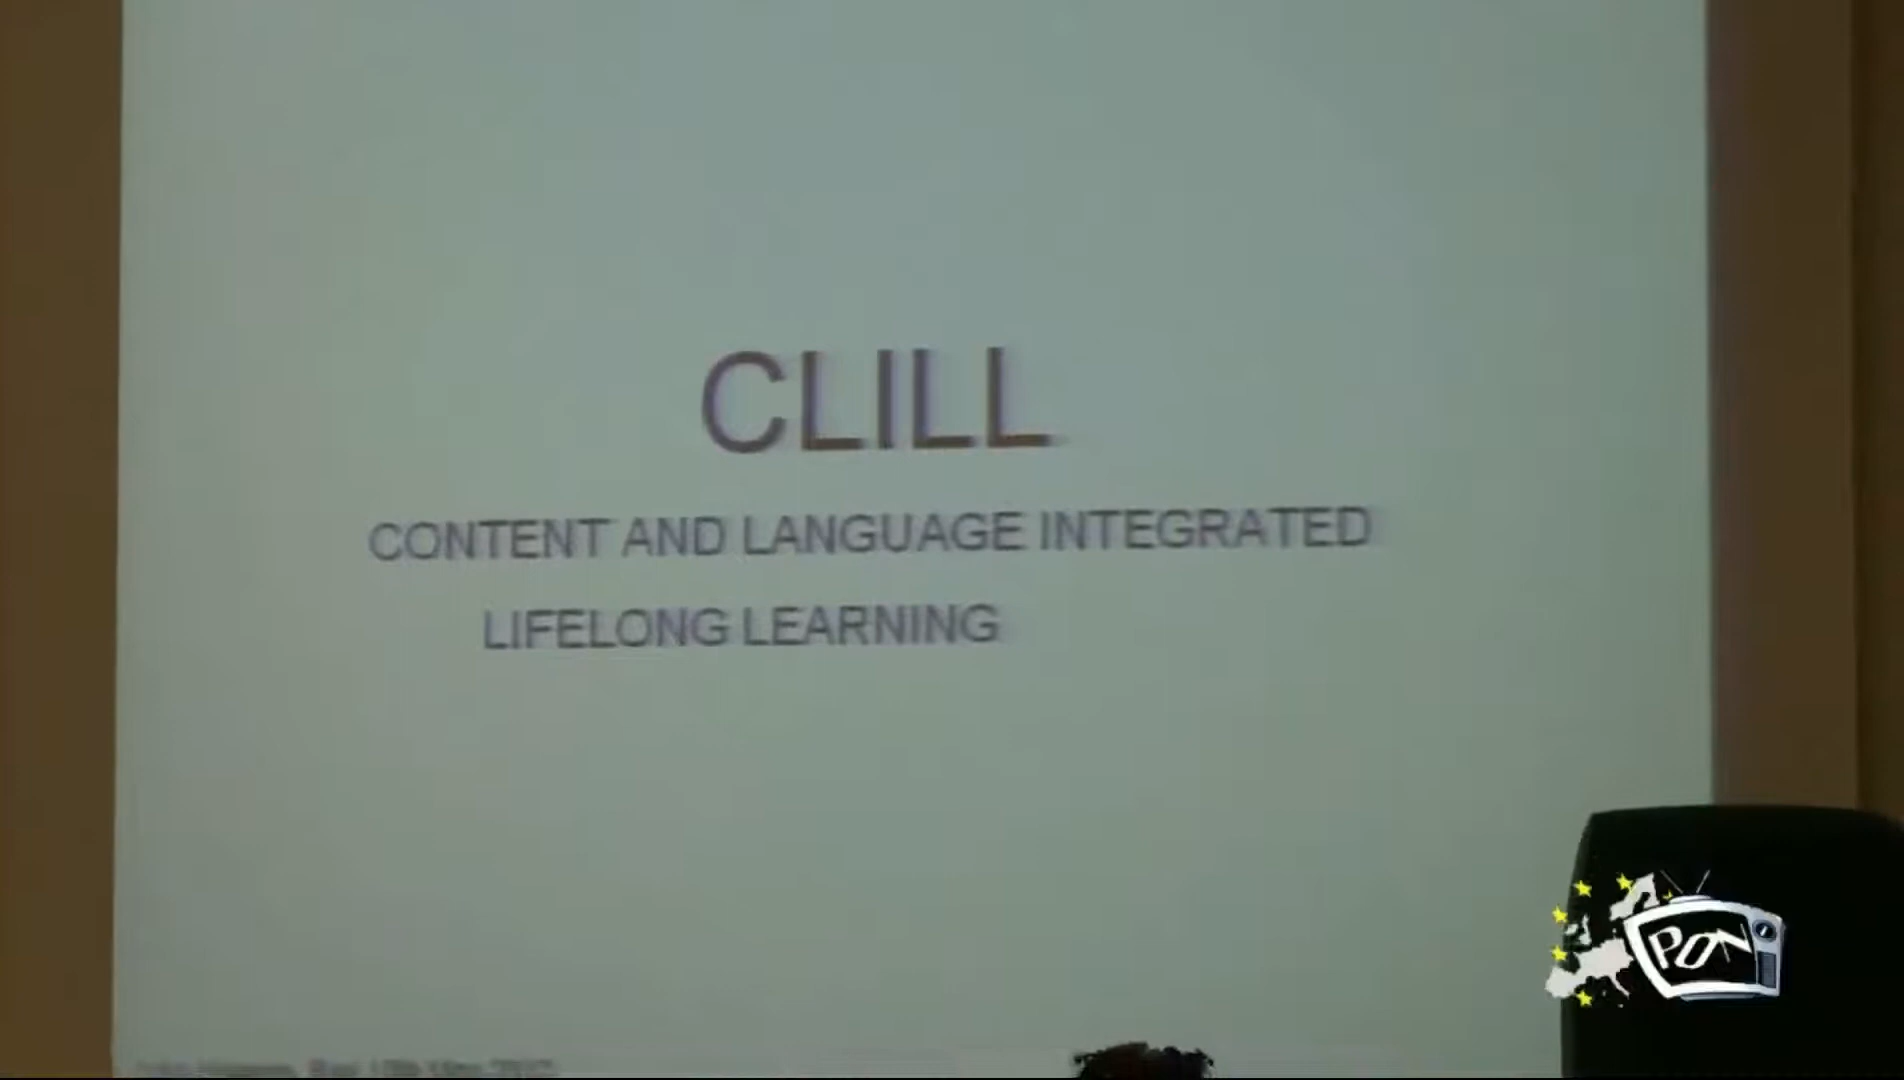 CLILL
CONTENT AND LANGUAGE INTEGRATED
LIFELONG LEARNING
PON